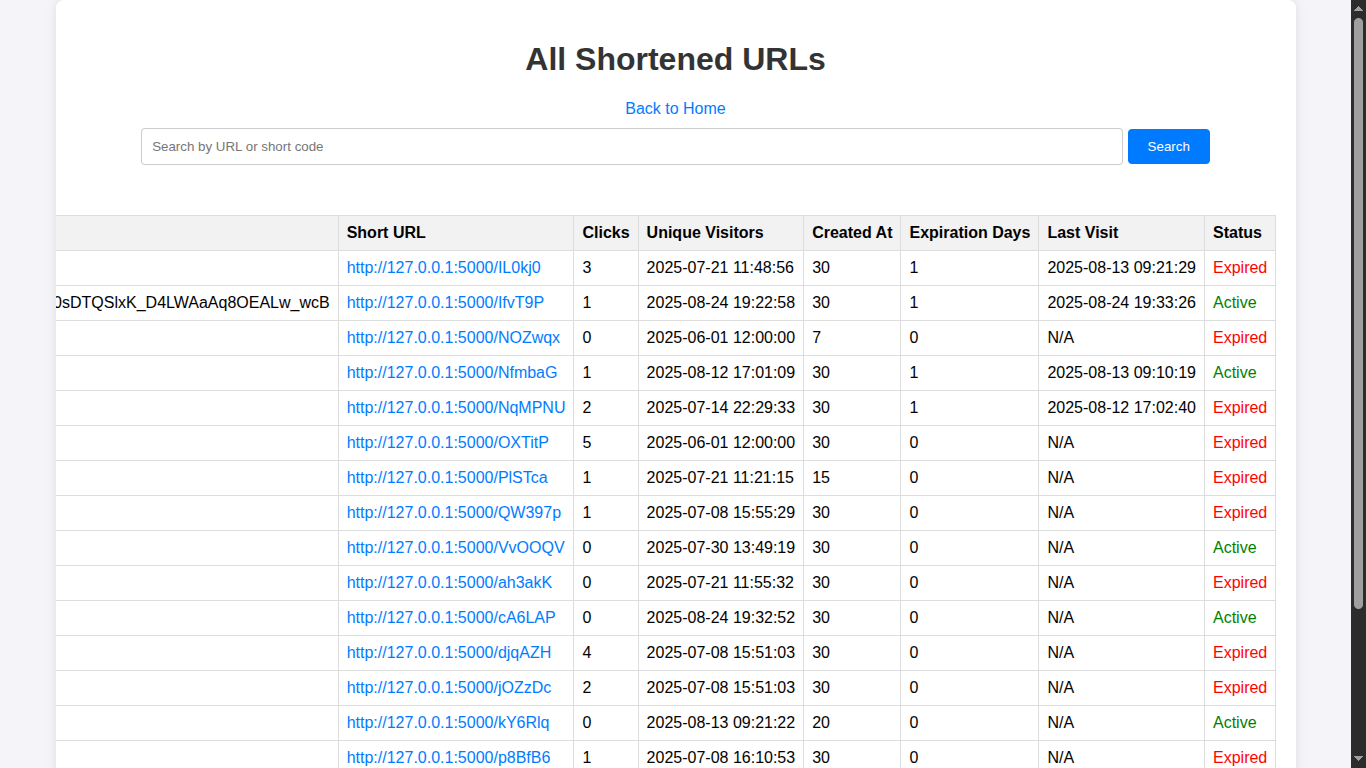 All Shortened URLs
Back to Home
Search by URL or short code
Search
Short URL Clicks Unique Visitors Created At Expiration Days Last Visit Status
http://127.0.0.1:5000/IL0kj0 3 2025-07-21 11:48:56 30 1 2025-08-13 09:21:29 Expired
0sDTQSlxK_D4LWAaAq8OEALw_wcB http://127.0.0.1:5000/IfvT9P 1 2025-08-24 19:22:58 30 1 2025-08-24 19:33:26 Active
http://127.0.0.1:5000/NOZwqx 0 2025-06-01 12:00:00 7 0 N/A Expired
http://127.0.0.1:5000/NfmbaG 1 2025-08-12 17:01:09 30 1 2025-08-13 09:10:19 Active
http://127.0.0.1:5000/NqMPNU 2 2025-07-14 22:29:33 30 1 2025-08-12 17:02:40 Expired
http://127.0.0.1:5000/OXTitP 5 2025-06-01 12:00:00 30 0 N/A Expired
http://127.0.0.1:5000/PlSTca 1 2025-07-21 11:21:15 15 0 N/A Expired
http://127.0.0.1:5000/QW397p 1 2025-07-08 15:55:29 30 0 N/A Expired
http://127.0.0.1:5000/VvOOQV 0 2025-07-30 13:49:19 30 0 N/A Active
http://127.0.0.1:5000/ah3akK 0 2025-07-21 11:55:32 30 0 N/A Expired
http://127.0.0.1:5000/cA6LAP 0 2025-08-24 19:32:52 30 0 N/A Active
http://127.0.0.1:5000/djqAZH 4 2025-07-08 15:51:03 30 0 N/A Expired
http://127.0.0.1:5000/jOZzDc 2 2025-07-08 15:51:03 30 0 N/A Expired
http://127.0.0.1:5000/kY6Rlq 0 2025-08-13 09:21:22 20 0 N/A Active
http://127.0.0.1:5000/p8BfB6 1 2025-07-08 16:10:53 30 0 N/A Expired